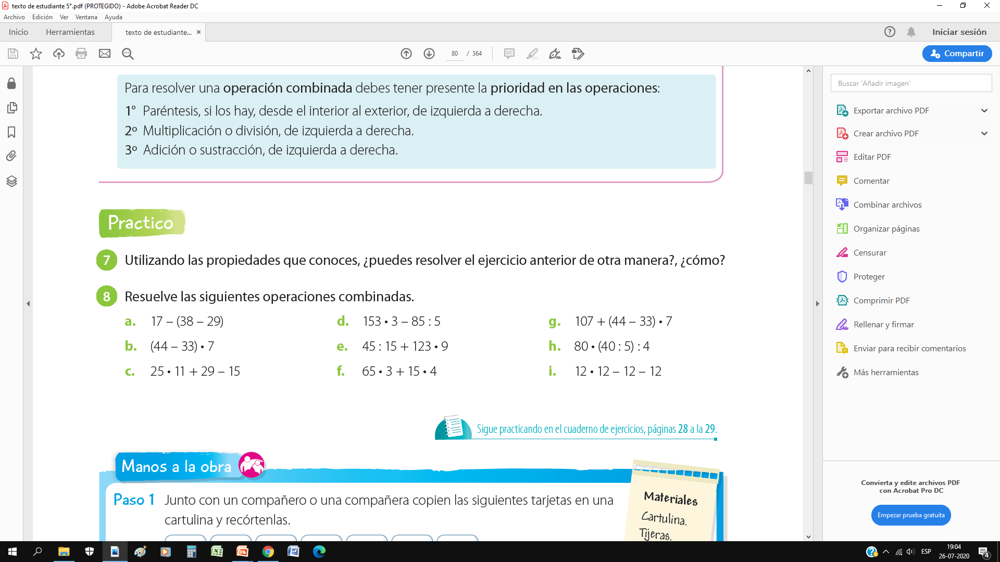 texto de estudiante 5°.pdf (PROTEGIDO) - Adobe Acrobat Reader DC
Archivo Edición Ver Ventana Ayuda
Inicio Herramientas texto de estudiante... × Iniciar sesión
80 / 364 Compartir
Para resolver una operación combinada debes tener presente la prioridad en las operaciones:
1° Paréntesis, si los hay, desde el interior al exterior, de izquierda a derecha.
2º Multiplicación o división, de izquierda a derecha.
3º Adición o sustracción, de izquierda a derecha.
Practico
7 Utilizando las propiedades que conoces, ¿puedes resolver el ejercicio anterior de otra manera?, ¿cómo?
8 Resuelve las siguientes operaciones combinadas.
a. 17 – (38 – 29) d. 153 • 3 – 85 : 5 g. 107 + (44 – 33) • 7
b. (44 – 33) • 7 e. 45 : 15 + 123 • 9 h. 80 • (40 : 5) : 4
c. 25 • 11 + 29 – 15 f. 65 • 3 + 15 • 4 i. 12 • 12 – 12 – 12
Sigue practicando en el cuaderno de ejercicios, páginas 28 a la 29.
Manos a la obra
Paso 1 Junto con un compañero o una compañera copien las siguientes tarjetas en una
cartulina y recórtenlas.
Materiales
Cartulina.
Tijeras.
Buscar 'Añadir imagen'
Exportar archivo PDF
Crear archivo PDF
Editar PDF
Comentar
Combinar archivos
Organizar páginas
Censurar
Proteger
Comprimir PDF
Rellenar y firmar
Enviar para recibir comentarios
Más herramientas
Convierta y edite archivos PDF
con Acrobat Pro DC
Empezar prueba gratuita
ESP
19:04
26-07-2020
4